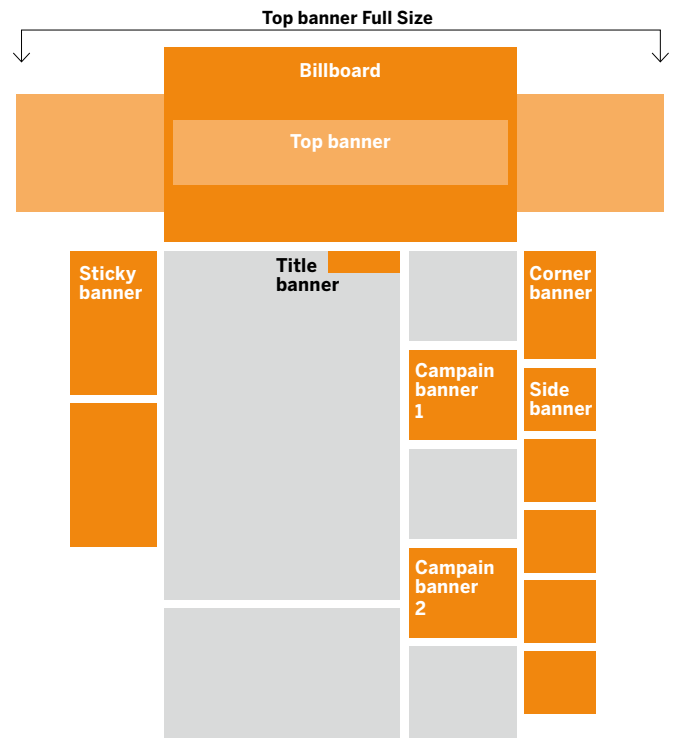 Top banner Full Size
Billboard
Top banner
Sticky
banner
Title
banner
Corner
banner
Campain
banner
1
Side
banner
Campain
banner
2